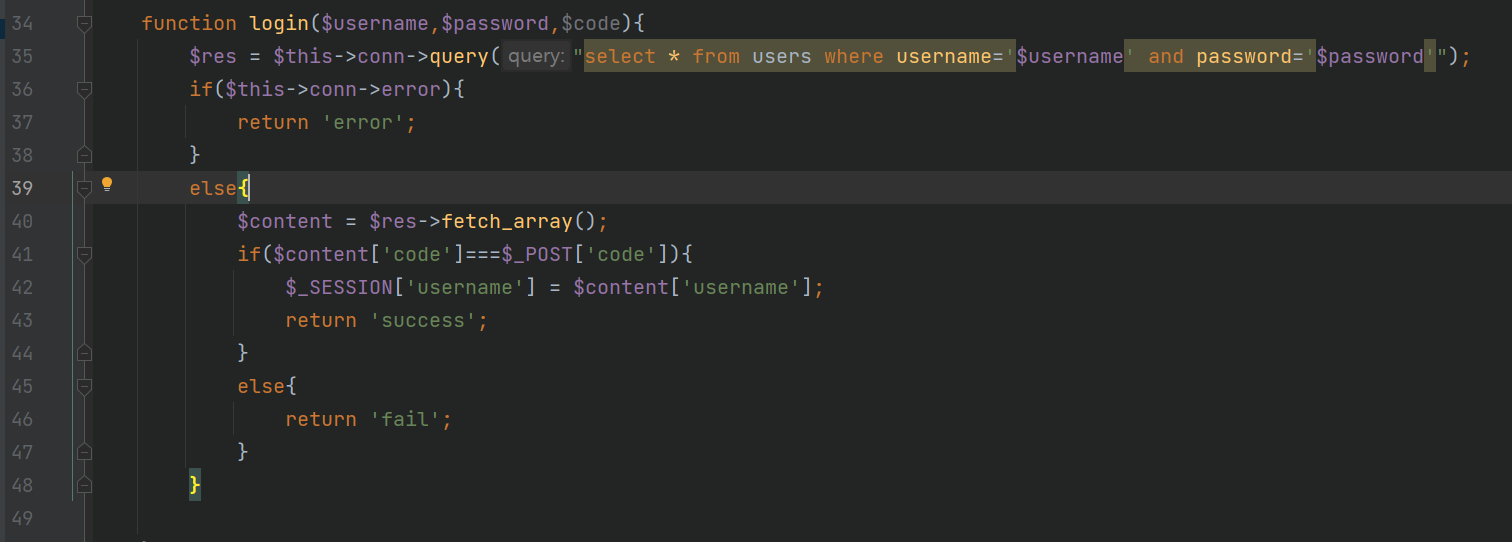 34 function login($username,$password,$code){
35 $res = $this->conn->query( query: "select * from users where username='$username' and password='$password'");
36 if($this->conn->error){
37 return 'error';
38 }
39 else{
40 $content = $res->fetch_array();
41 if($content['code']===$_POST['code']){
42 $_SESSION['username'] = $content['username'];
43 return 'success';
44 }
45 else{
46 return 'fail';
47 }
48 }
49